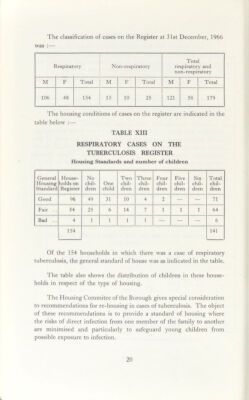 The classification of cases on the Register at 31st December, 1966
was :—
Respiratory Non-respiratory Total respiratory and non-respiratory
M F Total M F Total M F Total
106 48 154 15 10 25 121 58 179
The housing conditions of cases on the register are indicated in the
table below :—
TABLE XIII
RESPIRATORY CASES ON THE
TUBERCULOSIS REGISTER
Housing Standards and number of children
General Housing Standard House- holds on Register No chil- dren One child Two chil- dren Three chil- dren Four chil- dren Five chil- dren Six chil- dren Total chil- dren
Good 96 49 31 10 4 2 — — 71
Fair ... 54 25 6 14 7 1 1 1 64
Bad ... 4 1 1 1 1 — — — 6
154 141
Of the 154 households in which there was a case of respiratory
tuberculosis, the general standard of house was as indicated in the table.
The table also shows the distribution of children in these house-
holds in respect of the type of housing.
The Housing Committee of the Borough gives special consideration
to recommendations for re-housing in cases of tuberculosis. The object
of these recommendations is to provide a standard of housing where
the risks of direct infection from one member of the family to another
are minimised and particularly to safeguard young children from
possible exposure to infection.
20